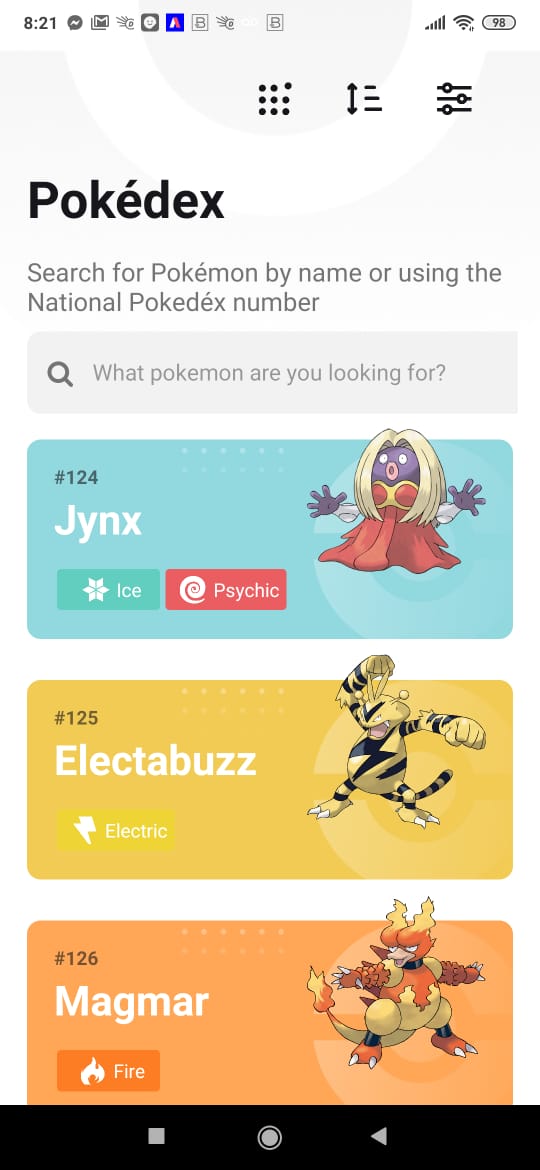 8:21
98
Pokédex
Search for Pokémon by name or using the
National Pokedéx number
What pokemon are you looking for?
#124
Jynx
Ice Psychic
#125
Electabuzz
Electric
#126
Magmar
Fire